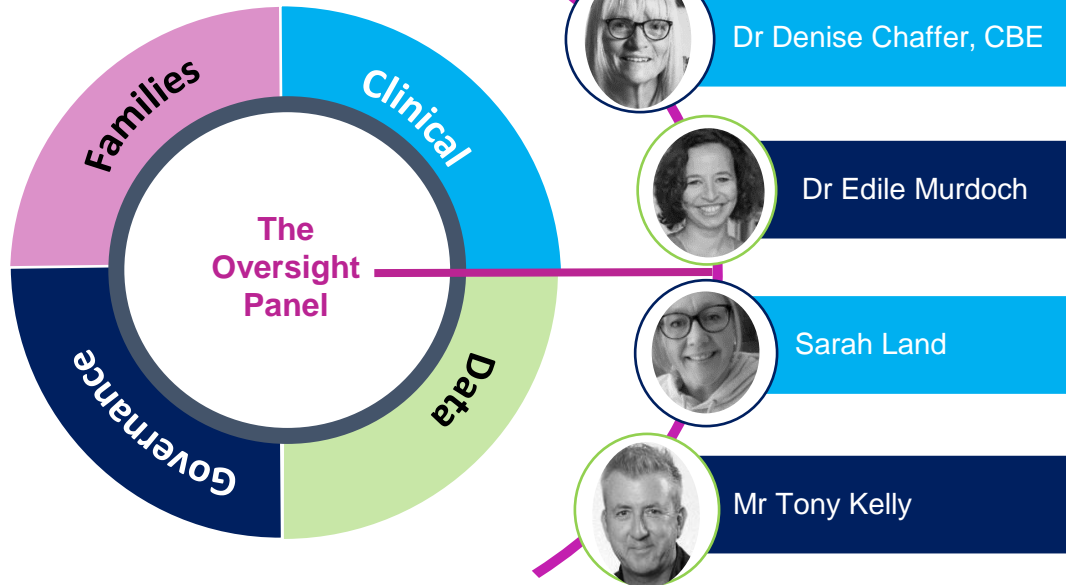 Families
Clinical
The
Oversight
Panel
Governance
Data
Dr Denise Chaffer, CBE
Dr Edile Murdoch
Sarah Land
Mr Tony Kelly